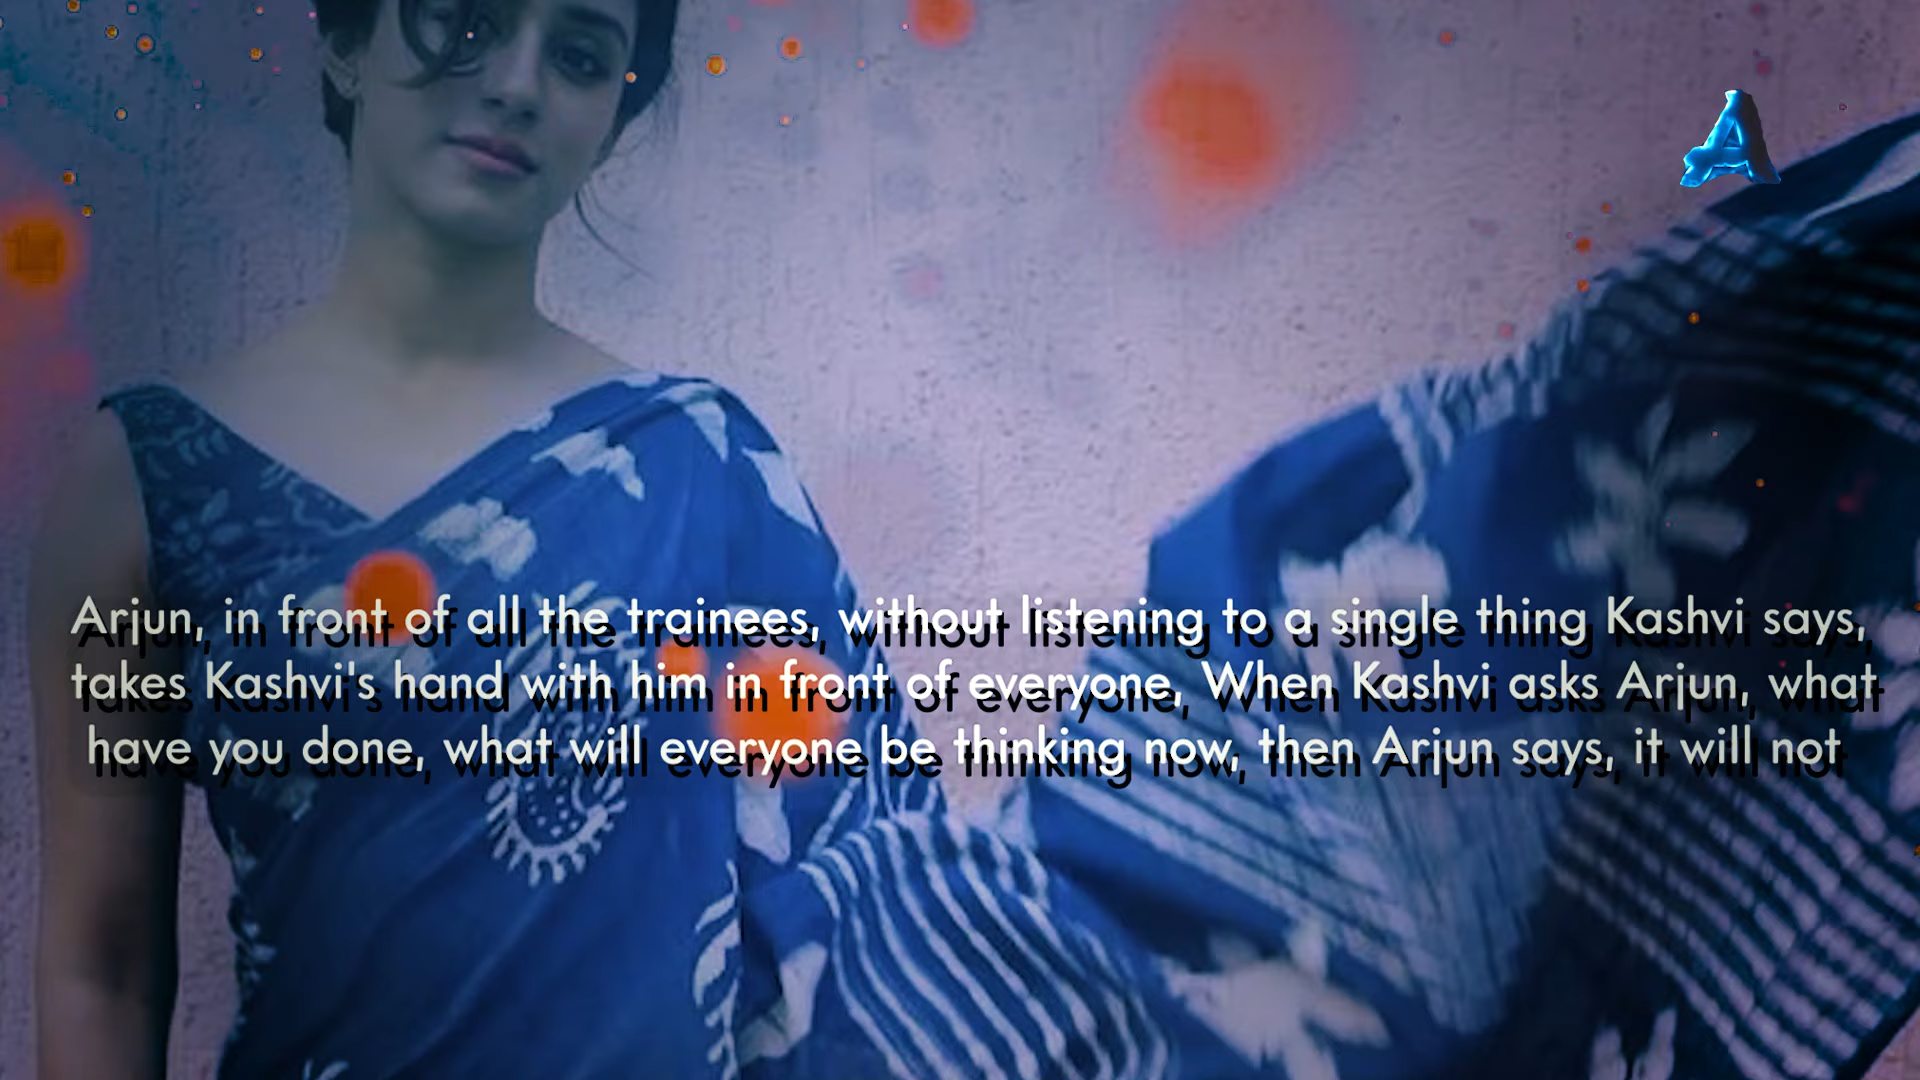 A
Arjun, in front of all the trainees, without listening to a single thing Kashvi says,
takes Kashvi's hand with him in front of everyone, When Kashvi asks Arjun, what
have you done, what will everyone be thinking now, then Arjun says, it will not